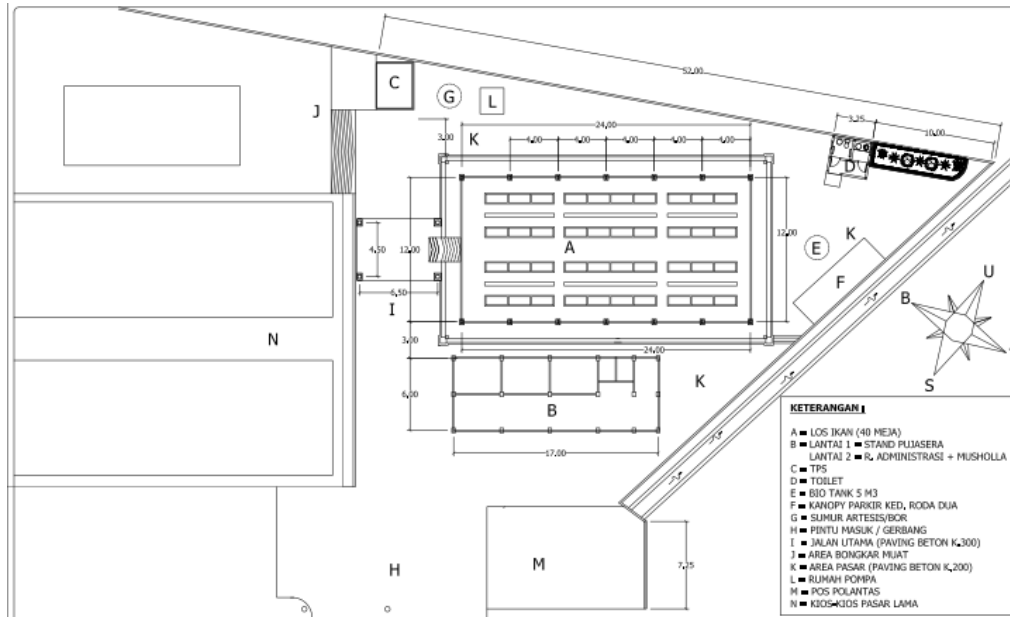 52.00
C
G
L
J
3.25
10.00
24.00
3.00
K
4.00
4.00
4.00
4.00
4.00
D
12.00
4.50
A
12.00
E
K
F
U
B
6.50
I
N
3.00
24.00
S
K
6.00
B
17.00
M
7.25
H
KETERANGAN :
A = LOS IKAN (40 MEJA)
B = LANTAI 1 = STAND PUJASERA
LANTAI 2 = R. ADMINISTRASI + MUSHOLLA
C = TPS
D = TOILET
E = BIO TANK 5 M3
F = KANOPY PARKIR KED. RODA DUA
G = SUMUR ARTESIS/BOR
H = PINTU MASUK / GERBANG
I = JALAN UTAMA (PAVING BETON K.300)
J = AREA BONGKAR MUAT
K = AREA PASAR (PAVING BETON K.200)
L = RUMAH POMPA
M = POS POLANTAS
N = KIOS-KIOS PASAR LAMA